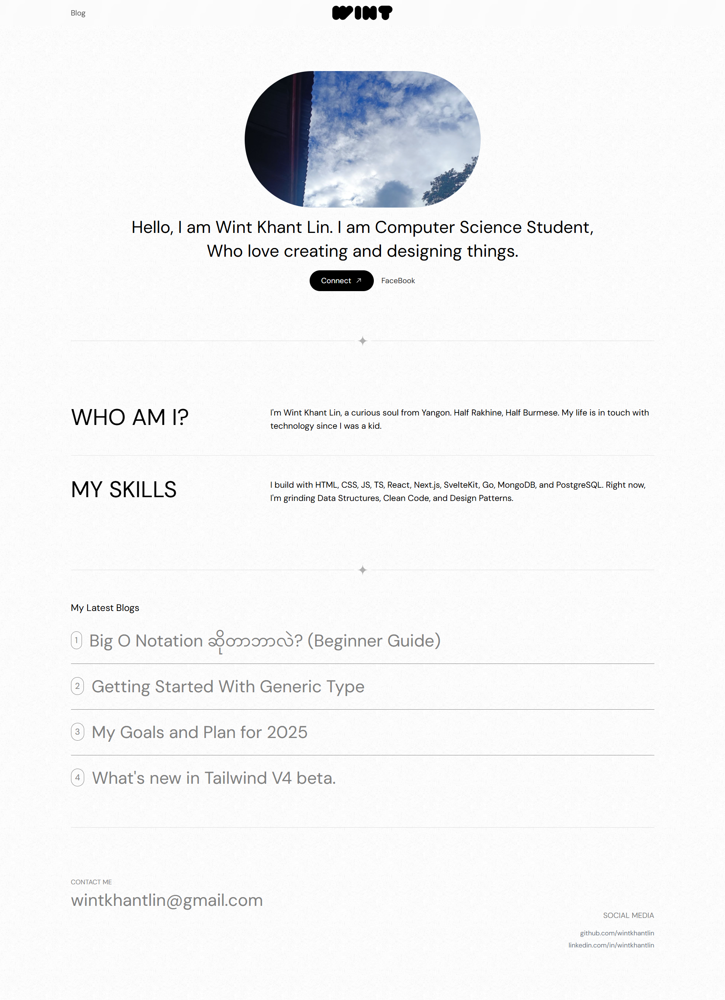 Blog
WINT
Hello, I am Wint Khant Lin. I am Computer Science Student,
Who love creating and designing things.
Connect
FaceBook
WHO AM I?
I'm Wint Khant Lin, a curious soul from Yangon. Half Rakhine, Half Burmese. My life is in touch with
technology since I was a kid.
MY SKILLS
I build with HTML, CSS, JS, TS, React, Next.js, SvelteKit, Go, MongoDB, and PostgreSQL. Right now,
I'm grinding Data Structures, Clean Code, and Design Patterns.
My Latest Blogs
1 Big O Notation ဆိုတာဘာလဲ? (Beginner Guide)
2 Getting Started With Generic Type
3 My Goals and Plan for 2025
4 What's new in Tailwind V4 beta.
CONTACT ME
wintkhantlin@gmail.com
SOCIAL MEDIA
github.com/wintkhantlin
linkedin.com/in/wintkhantlin